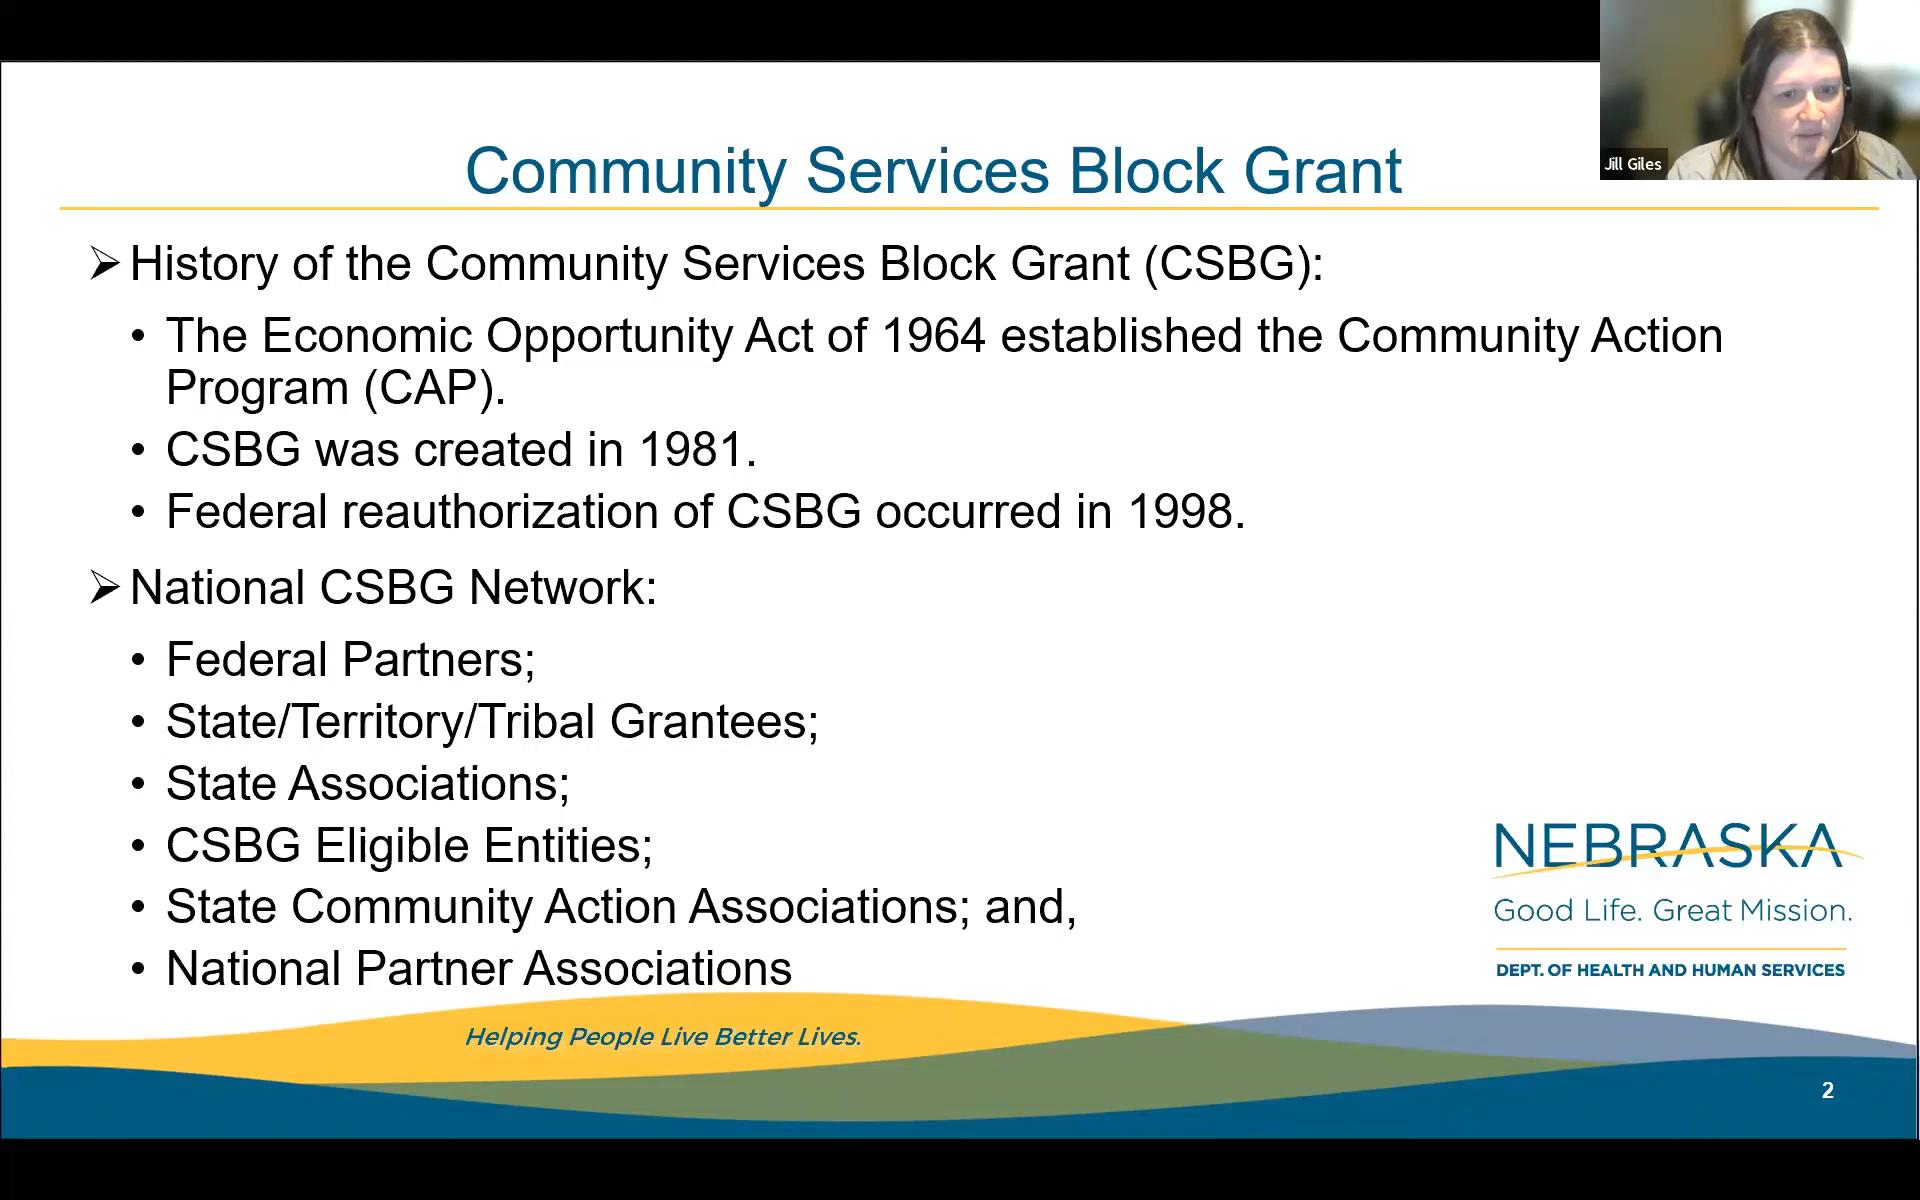 Community Services Block Grant
Jill Giles
➢ History of the Community Services Block Grant (CSBG):
• The Economic Opportunity Act of 1964 established the Community Action
Program (CAP).
• CSBG was created in 1981.
• Federal reauthorization of CSBG occurred in 1998.
➢ National CSBG Network:
• Federal Partners;
• State/Territory/Tribal Grantees;
• State Associations;
• CSBG Eligible Entities;
• State Community Action Associations; and,
• National Partner Associations
NEBRASKA
Good Life. Great Mission.
DEPT. OF HEALTH AND HUMAN SERVICES
Helping People Live Better Lives.
2